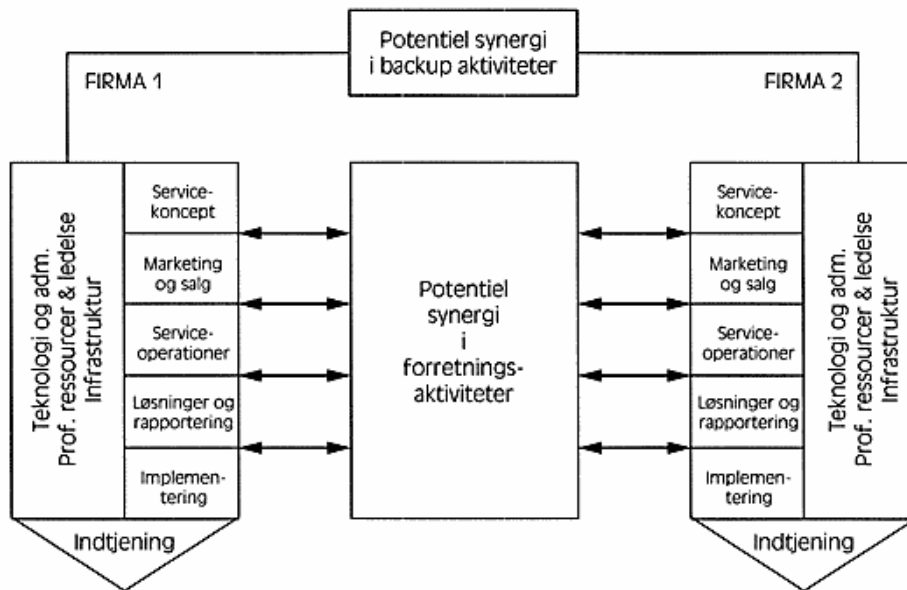 Potentiel synergi
i backup aktiviteter
FIRMA 1
FIRMA 2
Teknologi og adm.
Prof. ressourcer & ledelse
Infrastruktur
Service-
koncept
Marketing
og salg
Service-
operationer
Løsninger og
rapportering
Implemen-
tering
Indtjening
Potentiel
synergi
i
forretnings-
aktiviteter
Service-
koncept
Marketing
og salg
Service-
operationer
Løsninger og
rapportering
Implemen-
tering
Teknologi og adm.
Prof. ressourcer & ledelse
Infrastruktur
Indtjening